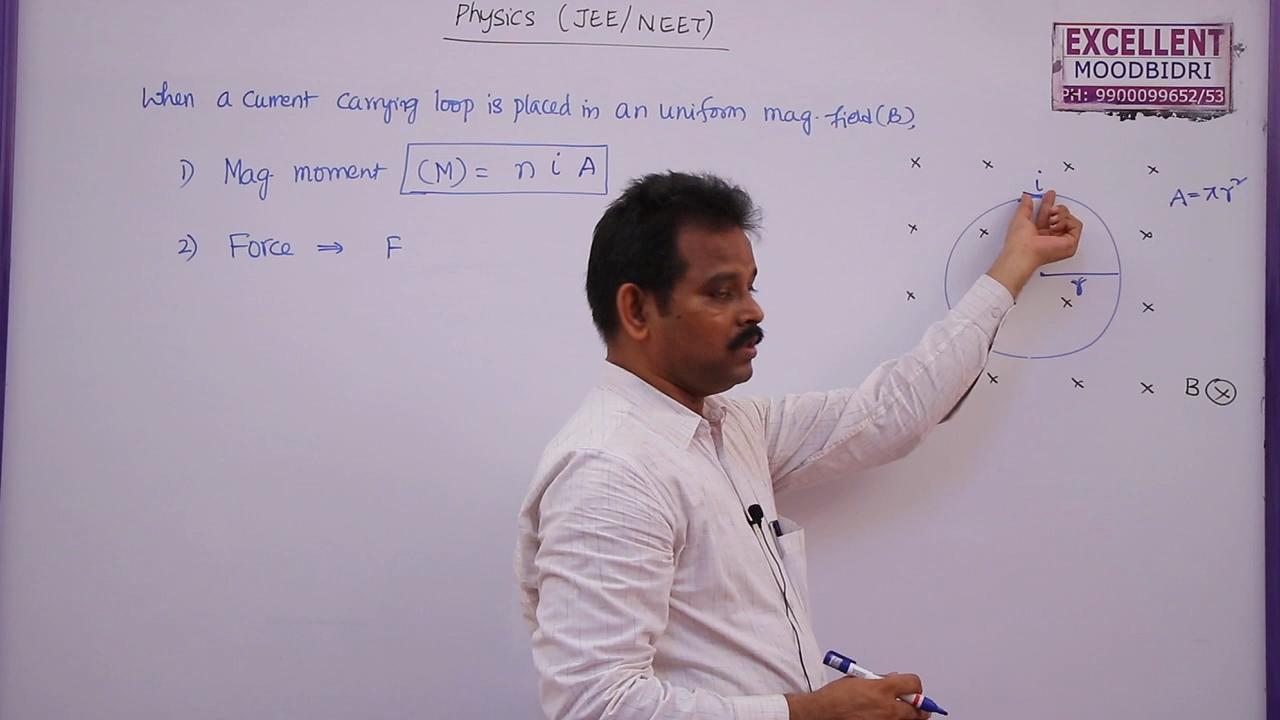 Physics (JEE/NEET)
EXCELLENT
MOODBIDRI
PH: 9900099652/53
When a current carrying loop is placed in an uniform mag. field (B),
1) Mag. moment (M) = n i A
2) Force ⇒ F
i
A = πr²
r
B ⊗